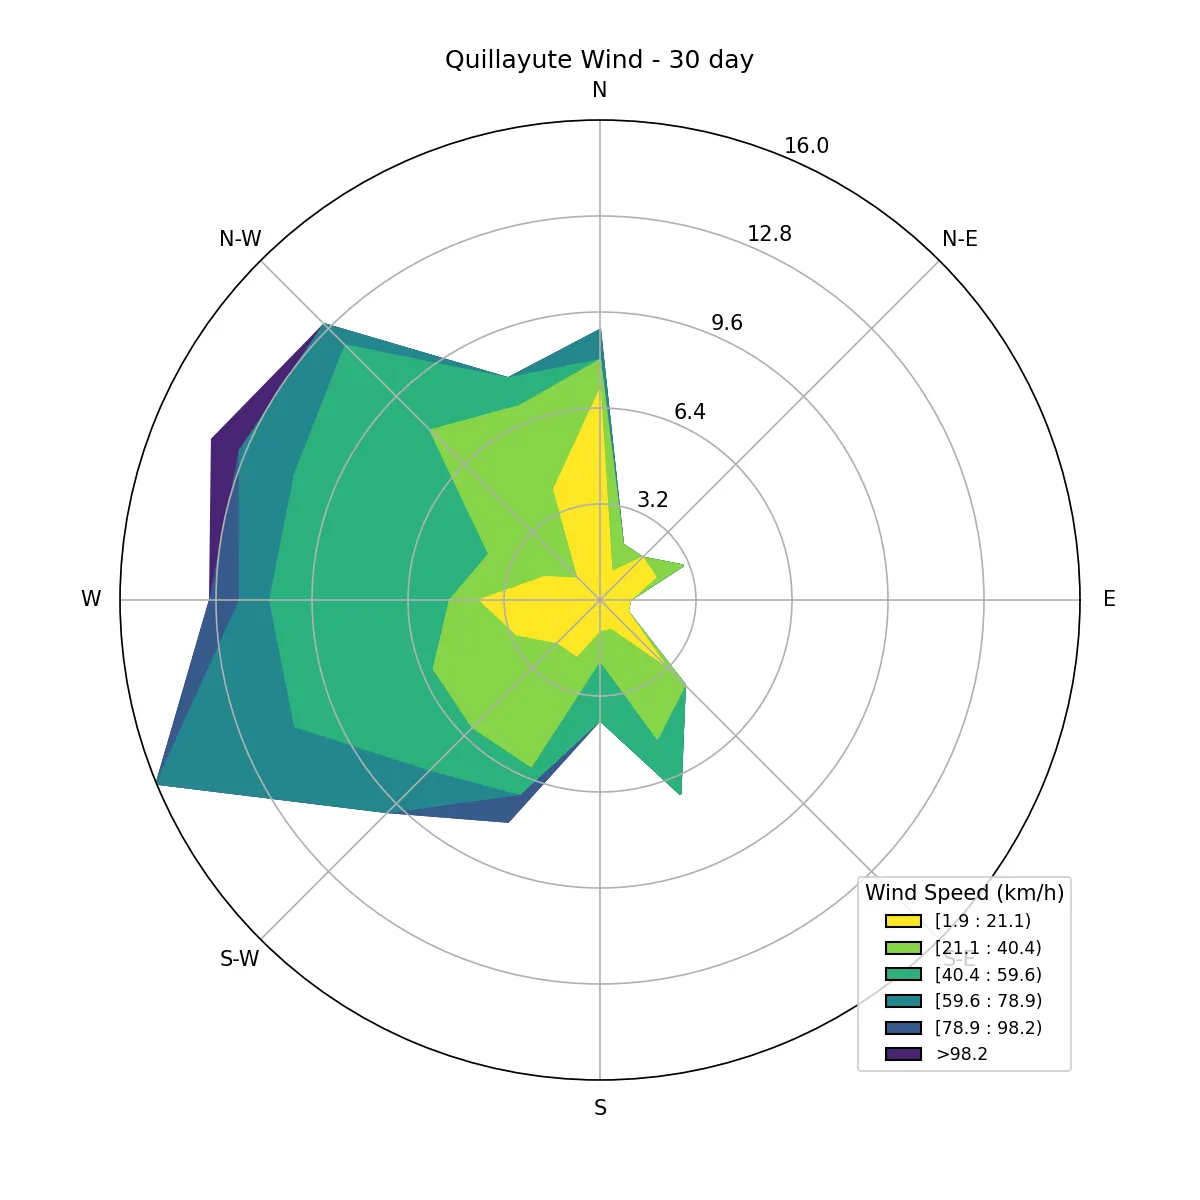 Quillayute Wind - 30 day
N
16.0
12.8
N-W
N-E
9.6
6.4
3.2
W
E
S-W
S-E
Wind Speed (km/h)
[1.9 : 21.1)
[21.1 : 40.4)
[40.4 : 59.6)
[59.6 : 78.9)
[78.9 : 98.2)
>98.2
S